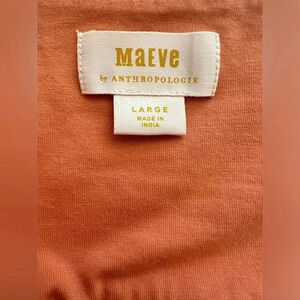 MaEVe
by ANTHROPOLOGIE
LARGE
MADE IN
INDIA